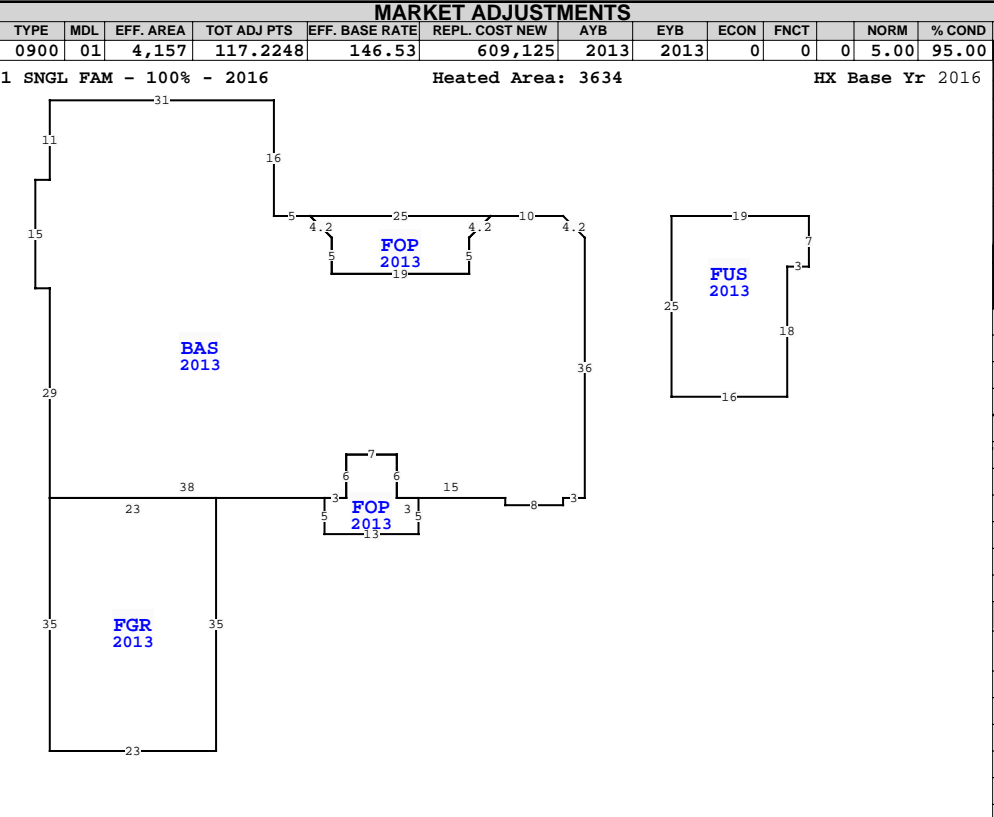 MARKET ADJUSTMENTS
TYPE MDL EFF. AREA TOT ADJ PTS EFF. BASE RATE REPL. COST NEW AYB EYB ECON FNCT NORM % COND
0900 01 4,157 117.2248 146.53 609,125 2013 2013 0 0 0 5.00 95.00
1 SNGL FAM - 100% - 2016 Heated Area: 3634 HX Base Yr 2016
31
11
16
5 25 10 19
4.2 4.2 4.2
15
7
FOP
2013
5 5
19
3
FUS
2013
25
18
BAS
2013
36
29
16
7
6 6
38 15
3
23
FOP
2013
3
5 5
13
8
3
35 35
FGR
2013
23